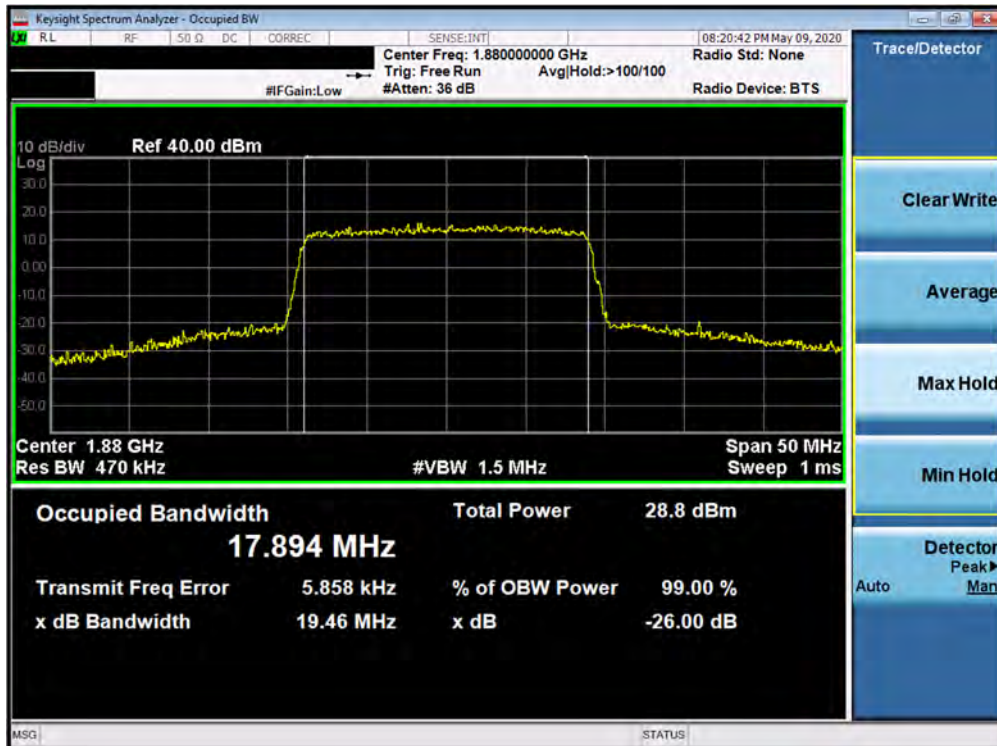 Keysight Spectrum Analyzer - Occupied BW
LXI RL RF 50 Ω DC CORREC SENSE:INT 08:20:42 PM May 09, 2020
Center Freq: 1.880000000 GHz Radio Std: None
Trig: Free Run Avg|Hold:>100/100
#IFGain:Low #Atten: 36 dB Radio Device: BTS
Trace/Detector
10 dB/div Ref 40.00 dBm
Log
30.0
20.0
10.0
0.00
-10.0
-20.0
-30.0
-40.0
-50.0
Center 1.88 GHz Span 50 MHz
Res BW 470 kHz #VBW 1.5 MHz Sweep 1 ms
Occupied Bandwidth Total Power 28.8 dBm
17.894 MHz
Transmit Freq Error 5.858 kHz % of OBW Power 99.00 %
x dB Bandwidth 19.46 MHz x dB -26.00 dB
Clear Write
Average
Max Hold
Min Hold
Detector
Peak▶
Auto Man
MSG STATUS